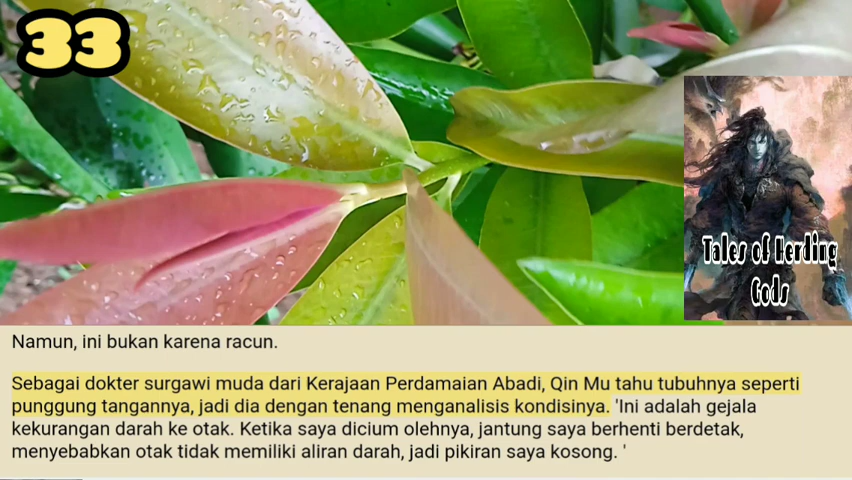 33
Tales of Herding
Gods
Namun, ini bukan karena racun.
Sebagai dokter surgawi muda dari Kerajaan Perdamaian Abadi, Qin Mu tahu tubuhnya seperti
punggung tangannya, jadi dia dengan tenang menganalisis kondisinya. 'Ini adalah gejala
kekurangan darah ke otak. Ketika saya dicium olehnya, jantung saya berhenti berdetak,
menyebabkan otak tidak memiliki aliran darah, jadi pikiran saya kosong. '